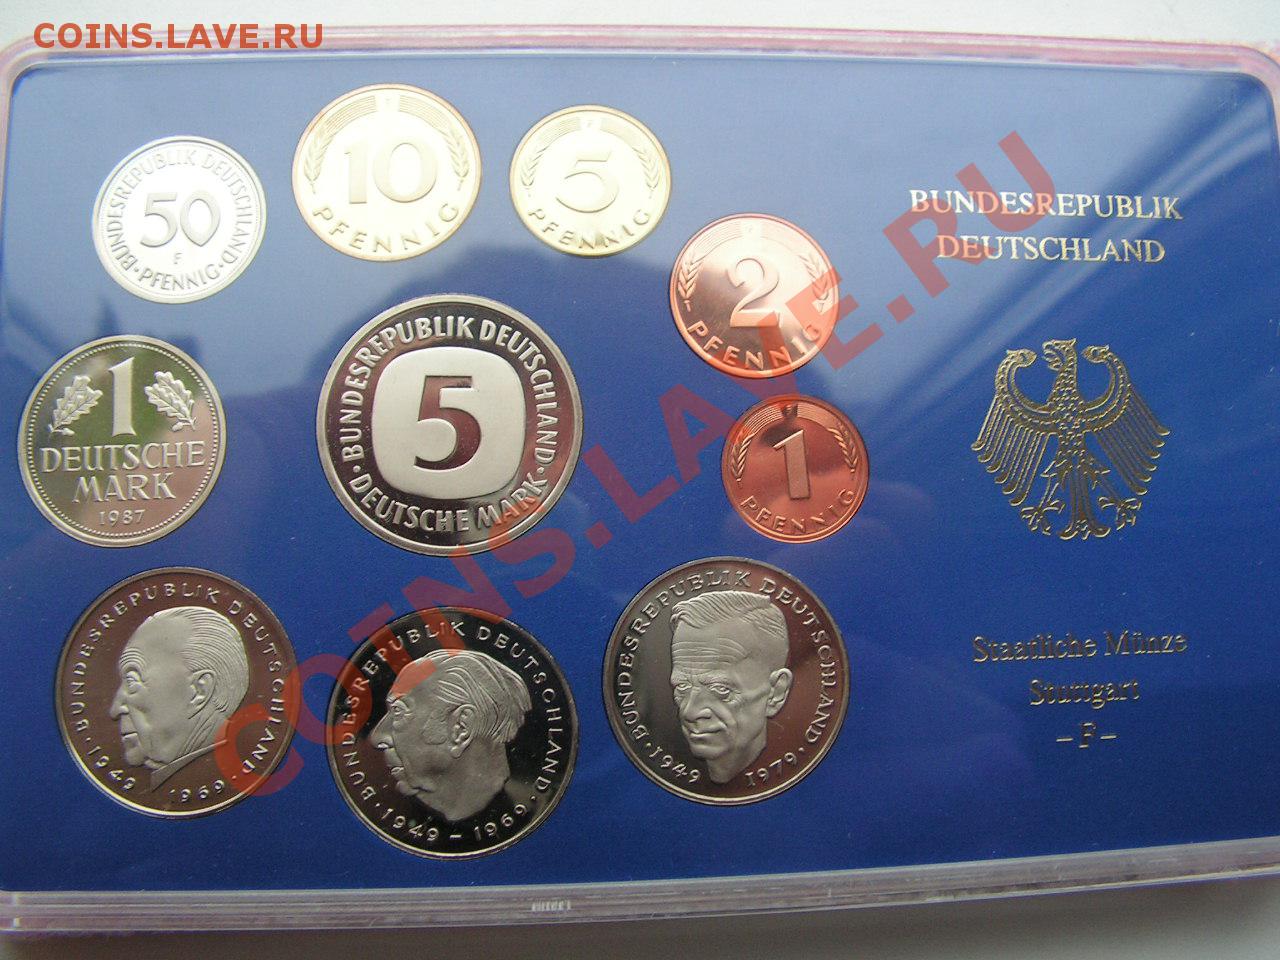 COINS.LAVE.RU
BUNDESREPUBLIK DEUTSCHLAND
50
F
PFENNIG
F
10
PFENNIG
F
5
PFENNIG
F
2
PFENNIG
F
1
PFENNIG
1
DEUTSCHE
MARK
1987
BUNDESREPUBLIK DEUTSCHLAND
5
DEUTSCHE MARK
BUNDESREPUBLIK DEUTSCHLAND
1949 1969
BUNDESREPUBLIK DEUTSCHLAND
1949 – 1969
BUNDESREPUBLIK DEUTSCHLAND
1949 1979
BUNDESREPUBLIK
DEUTSCHLAND
Staatliche Münze
Stuttgart
– F –
COINS.LAVE.RU